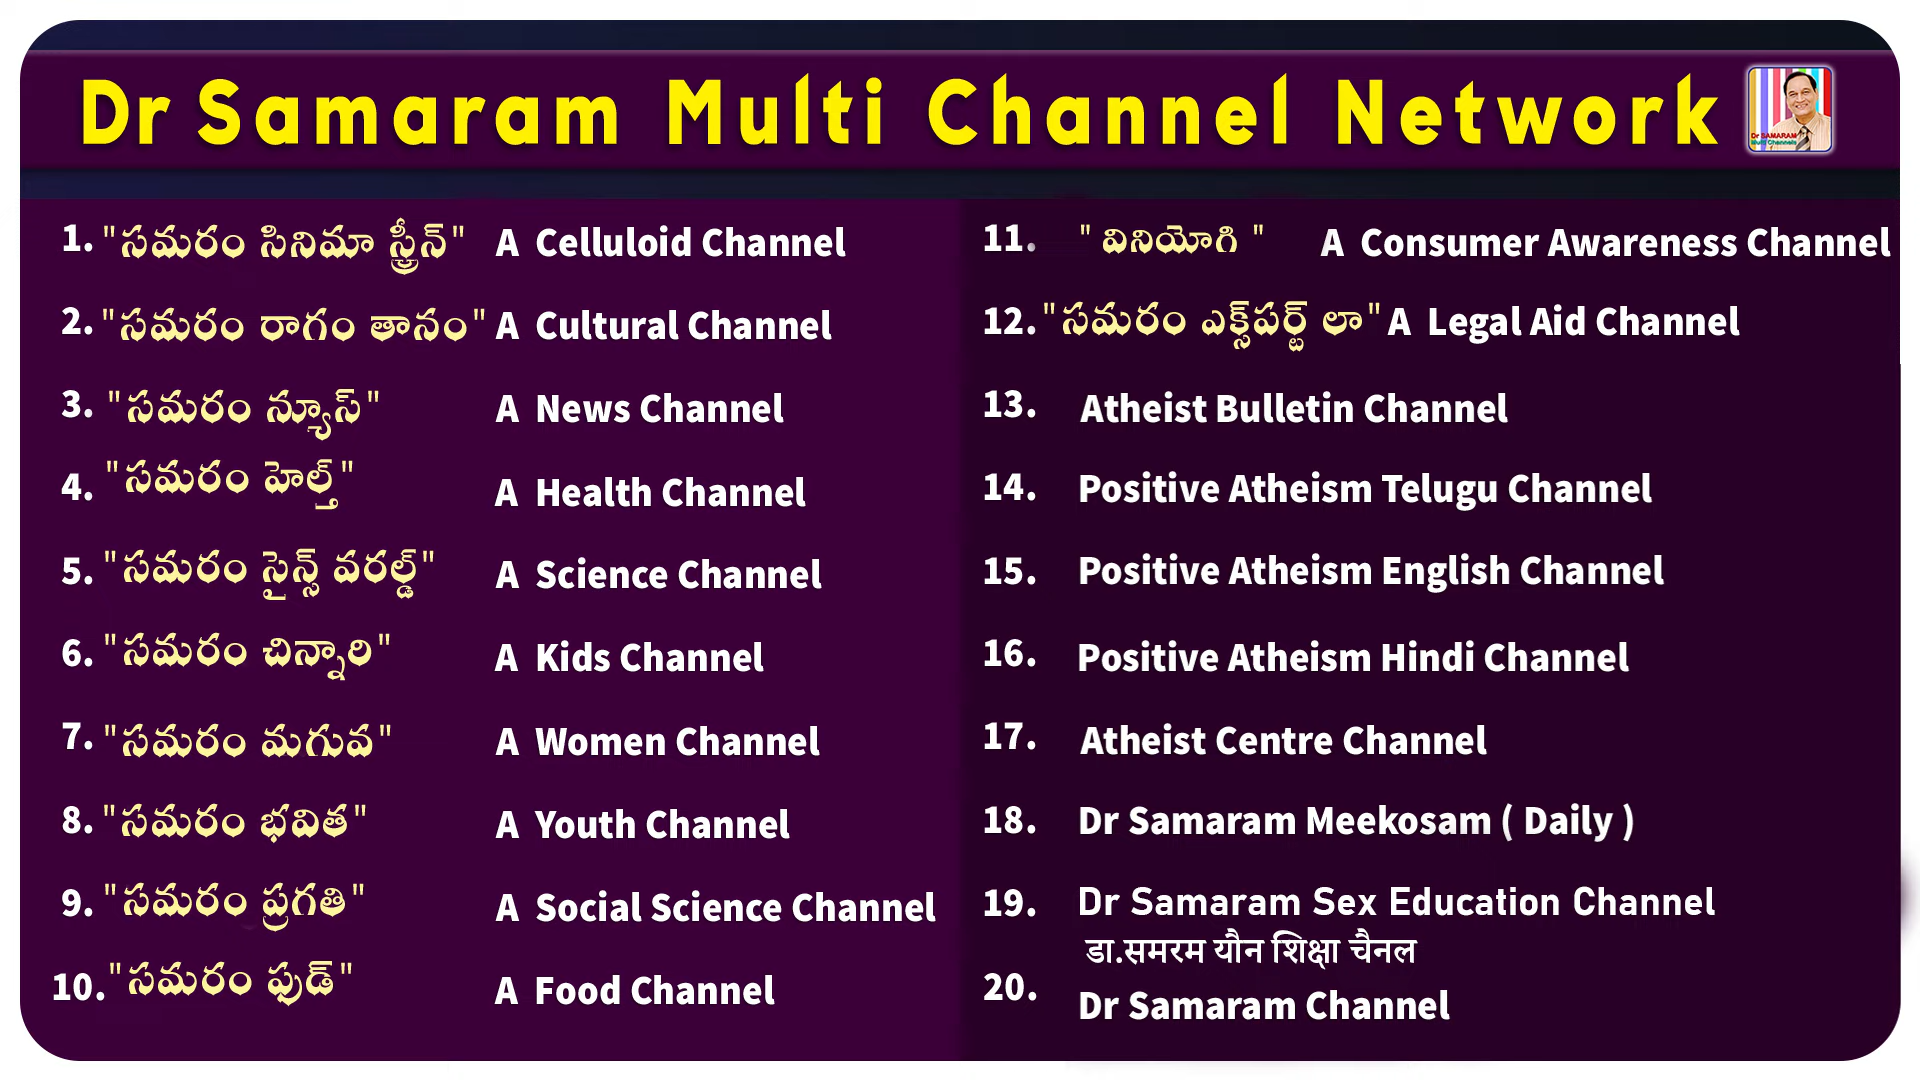 Dr Samaram Multi Channel Network
Dr SAMARAM
Multi Channels
1. "సమరం సినిమా స్క్రీన్" A Celluloid Channel
2. "సమరం రాగం తానం" A Cultural Channel
3. "సమరం న్యూస్" A News Channel
4. "సమరం హెల్త్" A Health Channel
5. "సమరం సైన్స్ వరల్డ్" A Science Channel
6. "సమరం చిన్నారి" A Kids Channel
7. "సమరం మగువ" A Women Channel
8. "సమరం భవిత" A Youth Channel
9. "సమరం ప్రగతి" A Social Science Channel
10. "సమరం ఫుడ్" A Food Channel
11. " వినియోగి " A Consumer Awareness Channel
12. "సమరం ఎక్స్‌పర్ట్ లా" A Legal Aid Channel
13. Atheist Bulletin Channel
14. Positive Atheism Telugu Channel
15. Positive Atheism English Channel
16. Positive Atheism Hindi Channel
17. Atheist Centre Channel
18. Dr Samaram Meekosam ( Daily )
19. Dr Samaram Sex Education Channel
डा.समरम यौन शिक्षा चैनल
20. Dr Samaram Channel